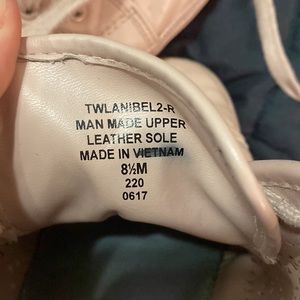 TWLANIBEL2-R
MAN MADE UPPER
LEATHER SOLE
MADE IN VIETNAM
8½M
220
0617